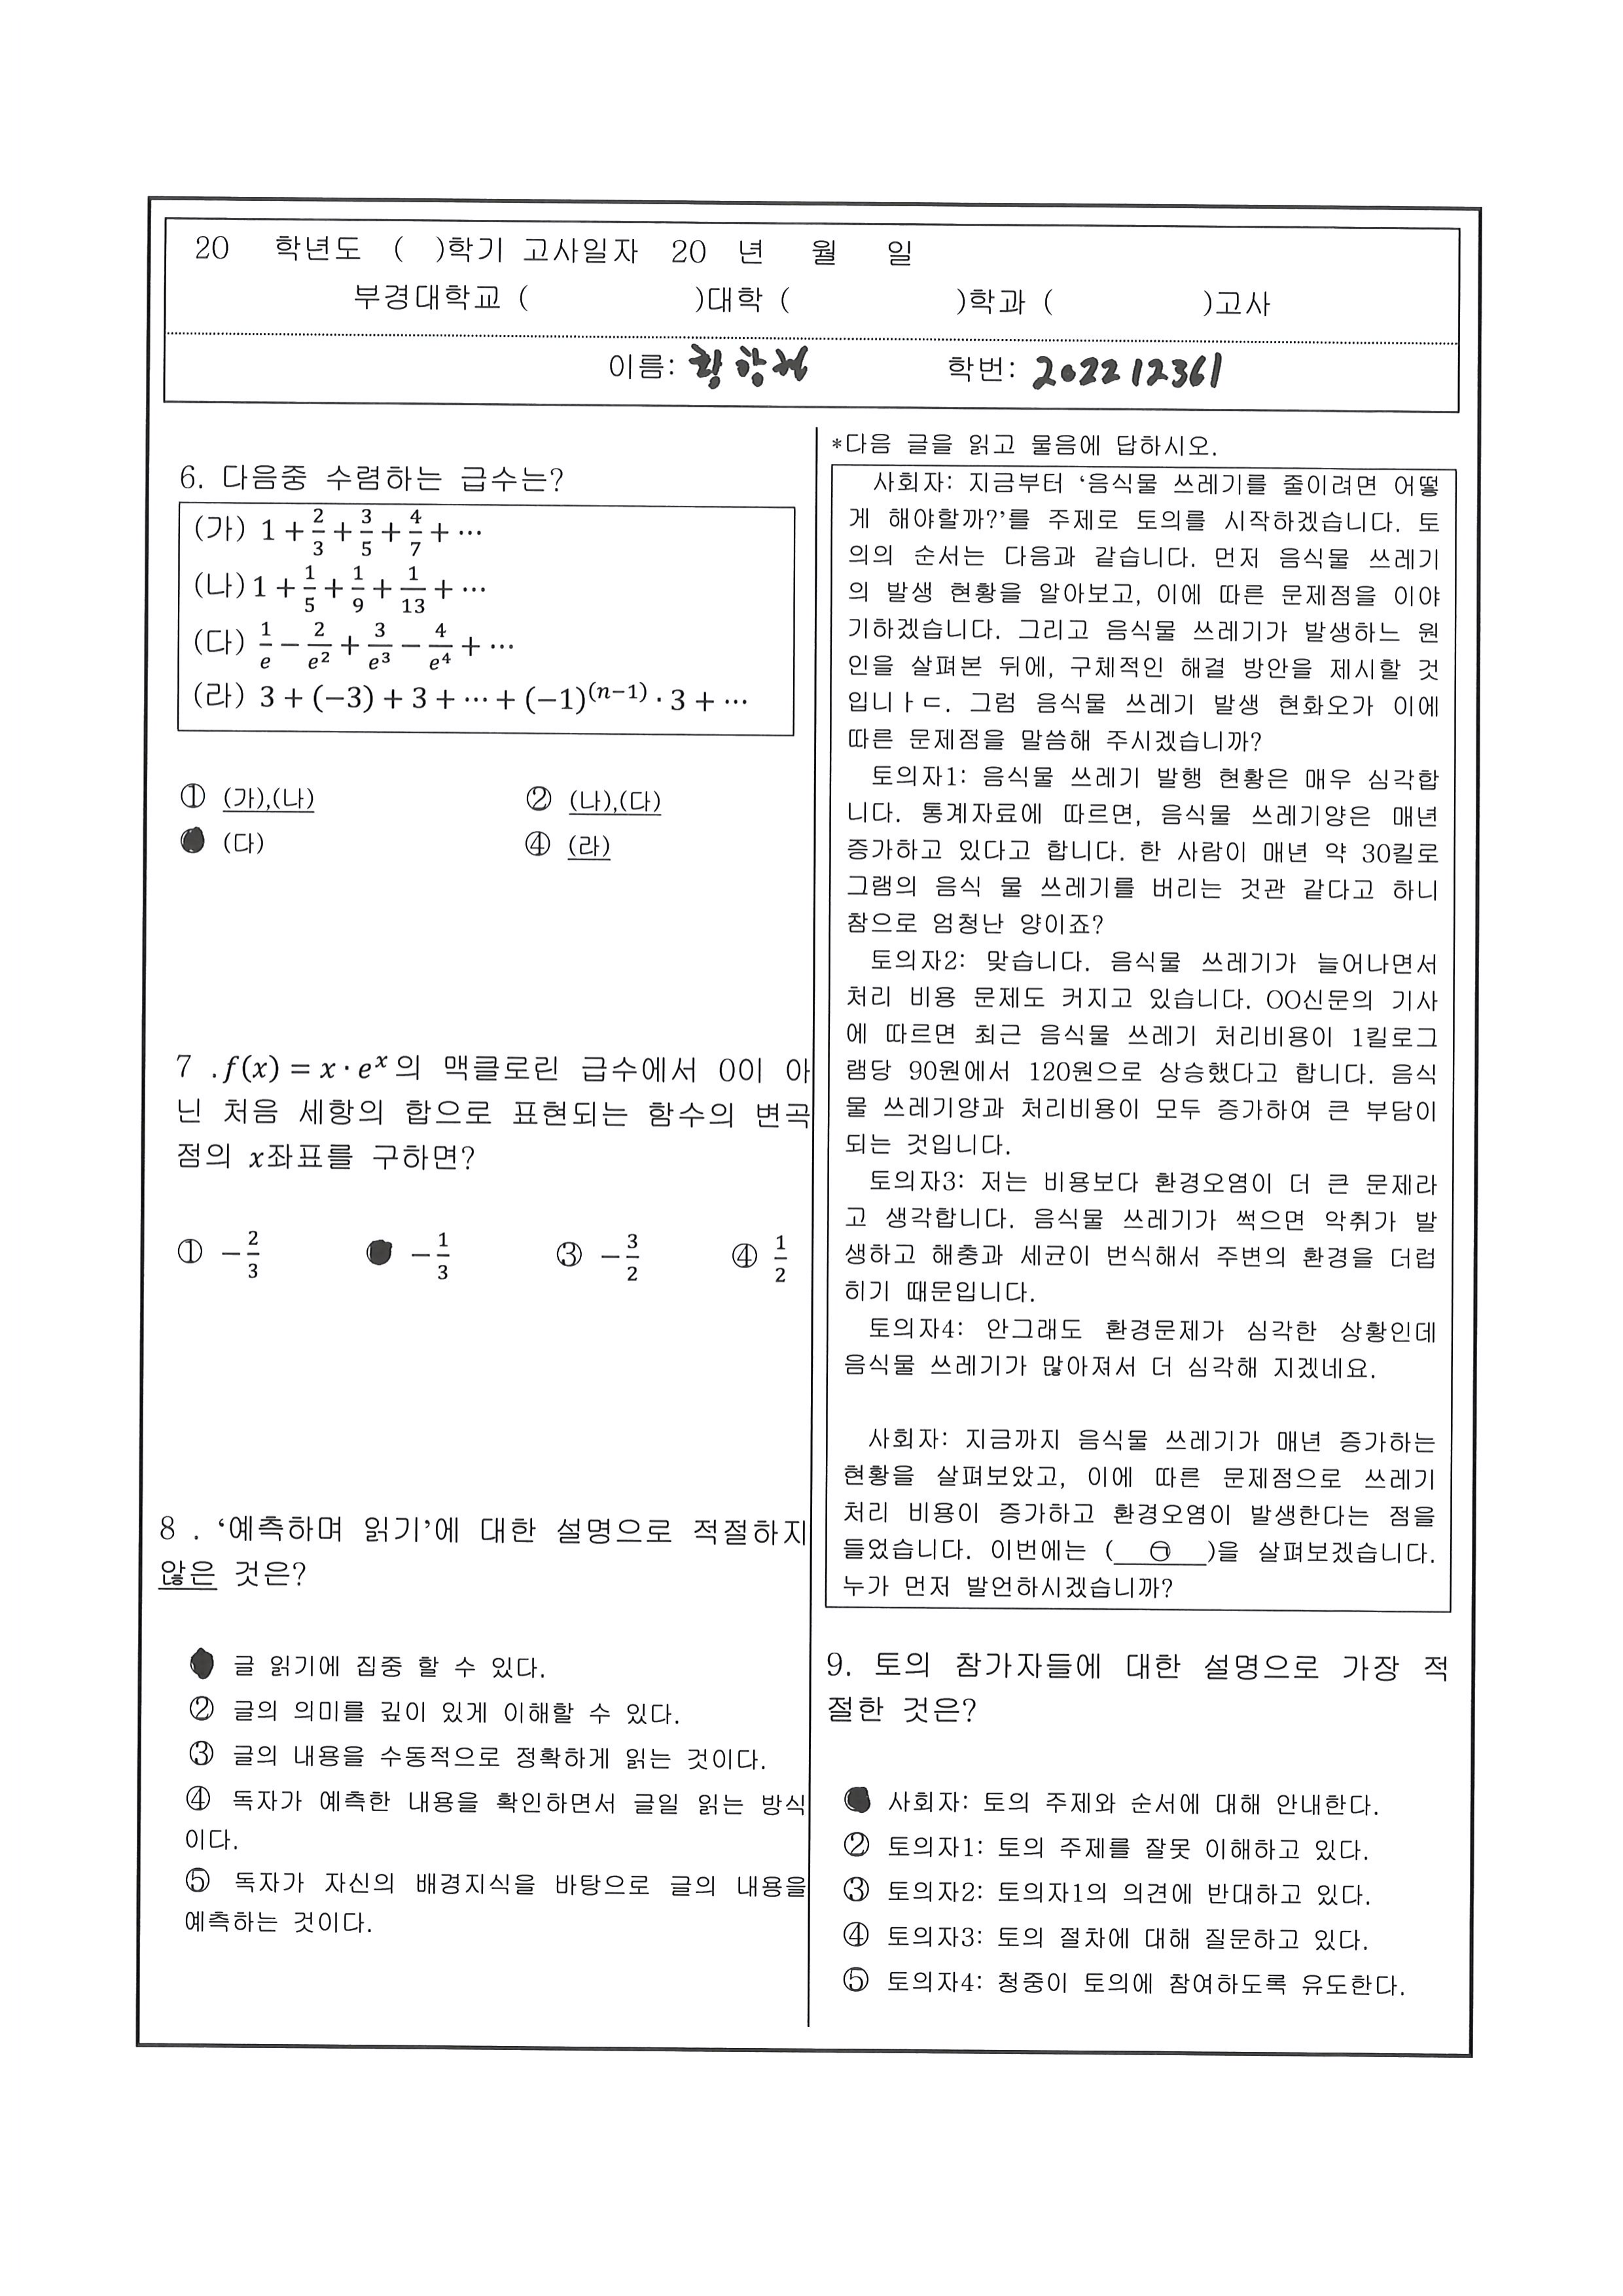 20 학년도 ( )학기 고사일자 20 년 월 일
부경대학교 ( )대학 ( )학과 ( )고사
이름: 학번: 202212361
6. 다음중 수렴하는 급수는?
(가) 1 + 2/3 + 3/5 + 4/7 + ⋯
(나) 1 + 1/5 + 1/9 + 1/13 + ⋯
(다) 1/e − 2/e² + 3/e³ − 4/e⁴ + ⋯
(라) 3 + (−3) + 3 + ⋯ + (−1)^(n−1) · 3 + ⋯
① (가),(나) ② (나),(다)
● (다) ④ (라)
7 .f(x) = x · eˣ의 맥클로린 급수에서 0이 아
닌 처음 세항의 합으로 표현되는 함수의 변곡
점의 x좌표를 구하면?
① −2/3 ● −1/3 ③ −3/2 ④ 1/2
8 . ‘예측하며 읽기’에 대한 설명으로 적절하지
않은 것은?
● 글 읽기에 집중 할 수 있다.
② 글의 의미를 깊이 있게 이해할 수 있다.
③ 글의 내용을 수동적으로 정확하게 읽는 것이다.
④ 독자가 예측한 내용을 확인하면서 글일 읽는 방식
이다.
⑤ 독자가 자신의 배경지식을 바탕으로 글의 내용을
예측하는 것이다.
*다음 글을 읽고 물음에 답하시오.
사회자: 지금부터 ‘음식물 쓰레기를 줄이려면 어떻
게 해야할까?’를 주제로 토의를 시작하겠습니다. 토
의의 순서는 다음과 같습니다. 먼저 음식물 쓰레기
의 발생 현황을 알아보고, 이에 따른 문제점을 이야
기하겠습니다. 그리고 음식물 쓰레기가 발생하느 원
인을 살펴본 뒤에, 구체적인 해결 방안을 제시할 것
입니ㅏㄷ. 그럼 음식물 쓰레기 발생 현화오가 이에
따른 문제점을 말씀해 주시겠습니까?
토의자1: 음식물 쓰레기 발행 현황은 매우 심각합
니다. 통계자료에 따르면, 음식물 쓰레기양은 매년
증가하고 있다고 합니다. 한 사람이 매년 약 30킬로
그램의 음식 물 쓰레기를 버리는 것관 같다고 하니
참으로 엄청난 양이죠?
토의자2: 맞습니다. 음식물 쓰레기가 늘어나면서
처리 비용 문제도 커지고 있습니다. OO신문의 기사
에 따르면 최근 음식물 쓰레기 처리비용이 1킬로그
램당 90원에서 120원으로 상승했다고 합니다. 음식
물 쓰레기양과 처리비용이 모두 증가하여 큰 부담이
되는 것입니다.
토의자3: 저는 비용보다 환경오염이 더 큰 문제라
고 생각합니다. 음식물 쓰레기가 썩으면 악취가 발
생하고 해충과 세균이 번식해서 주변의 환경을 더럽
히기 때문입니다.
토의자4: 안그래도 환경문제가 심각한 상황인데
음식물 쓰레기가 많아져서 더 심각해 지겠네요.
사회자: 지금까지 음식물 쓰레기가 매년 증가하는
현황을 살펴보았고, 이에 따른 문제점으로 쓰레기
처리 비용이 증가하고 환경오염이 발생한다는 점을
들었습니다. 이번에는 ( ㉠ )을 살펴보겠습니다.
누가 먼저 발언하시겠습니까?
9. 토의 참가자들에 대한 설명으로 가장 적
절한 것은?
● 사회자: 토의 주제와 순서에 대해 안내한다.
② 토의자1: 토의 주제를 잘못 이해하고 있다.
③ 토의자2: 토의자1의 의견에 반대하고 있다.
④ 토의자3: 토의 절차에 대해 질문하고 있다.
⑤ 토의자4: 청중이 토의에 참여하도록 유도한다.